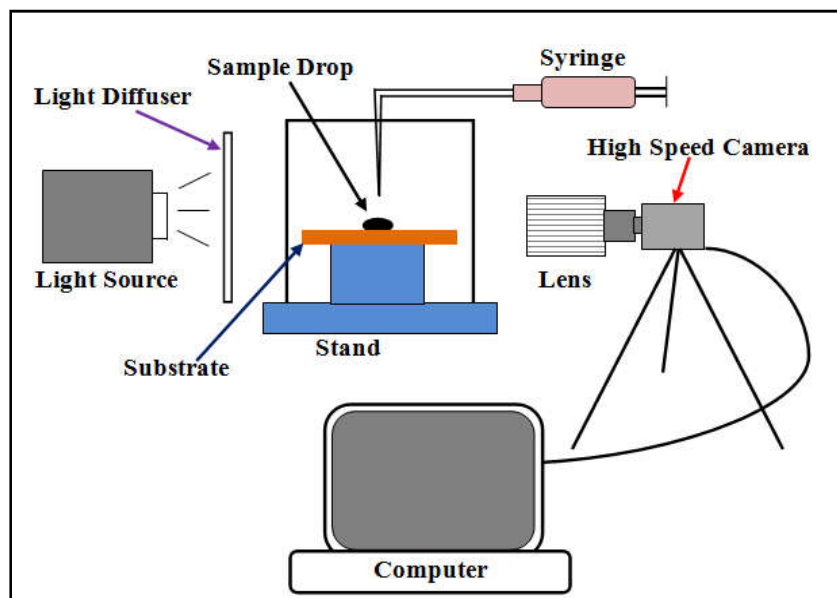 Syringe
Sample Drop
Light Diffuser
High Speed Camera
Light Source
Lens
Stand
Substrate
Computer